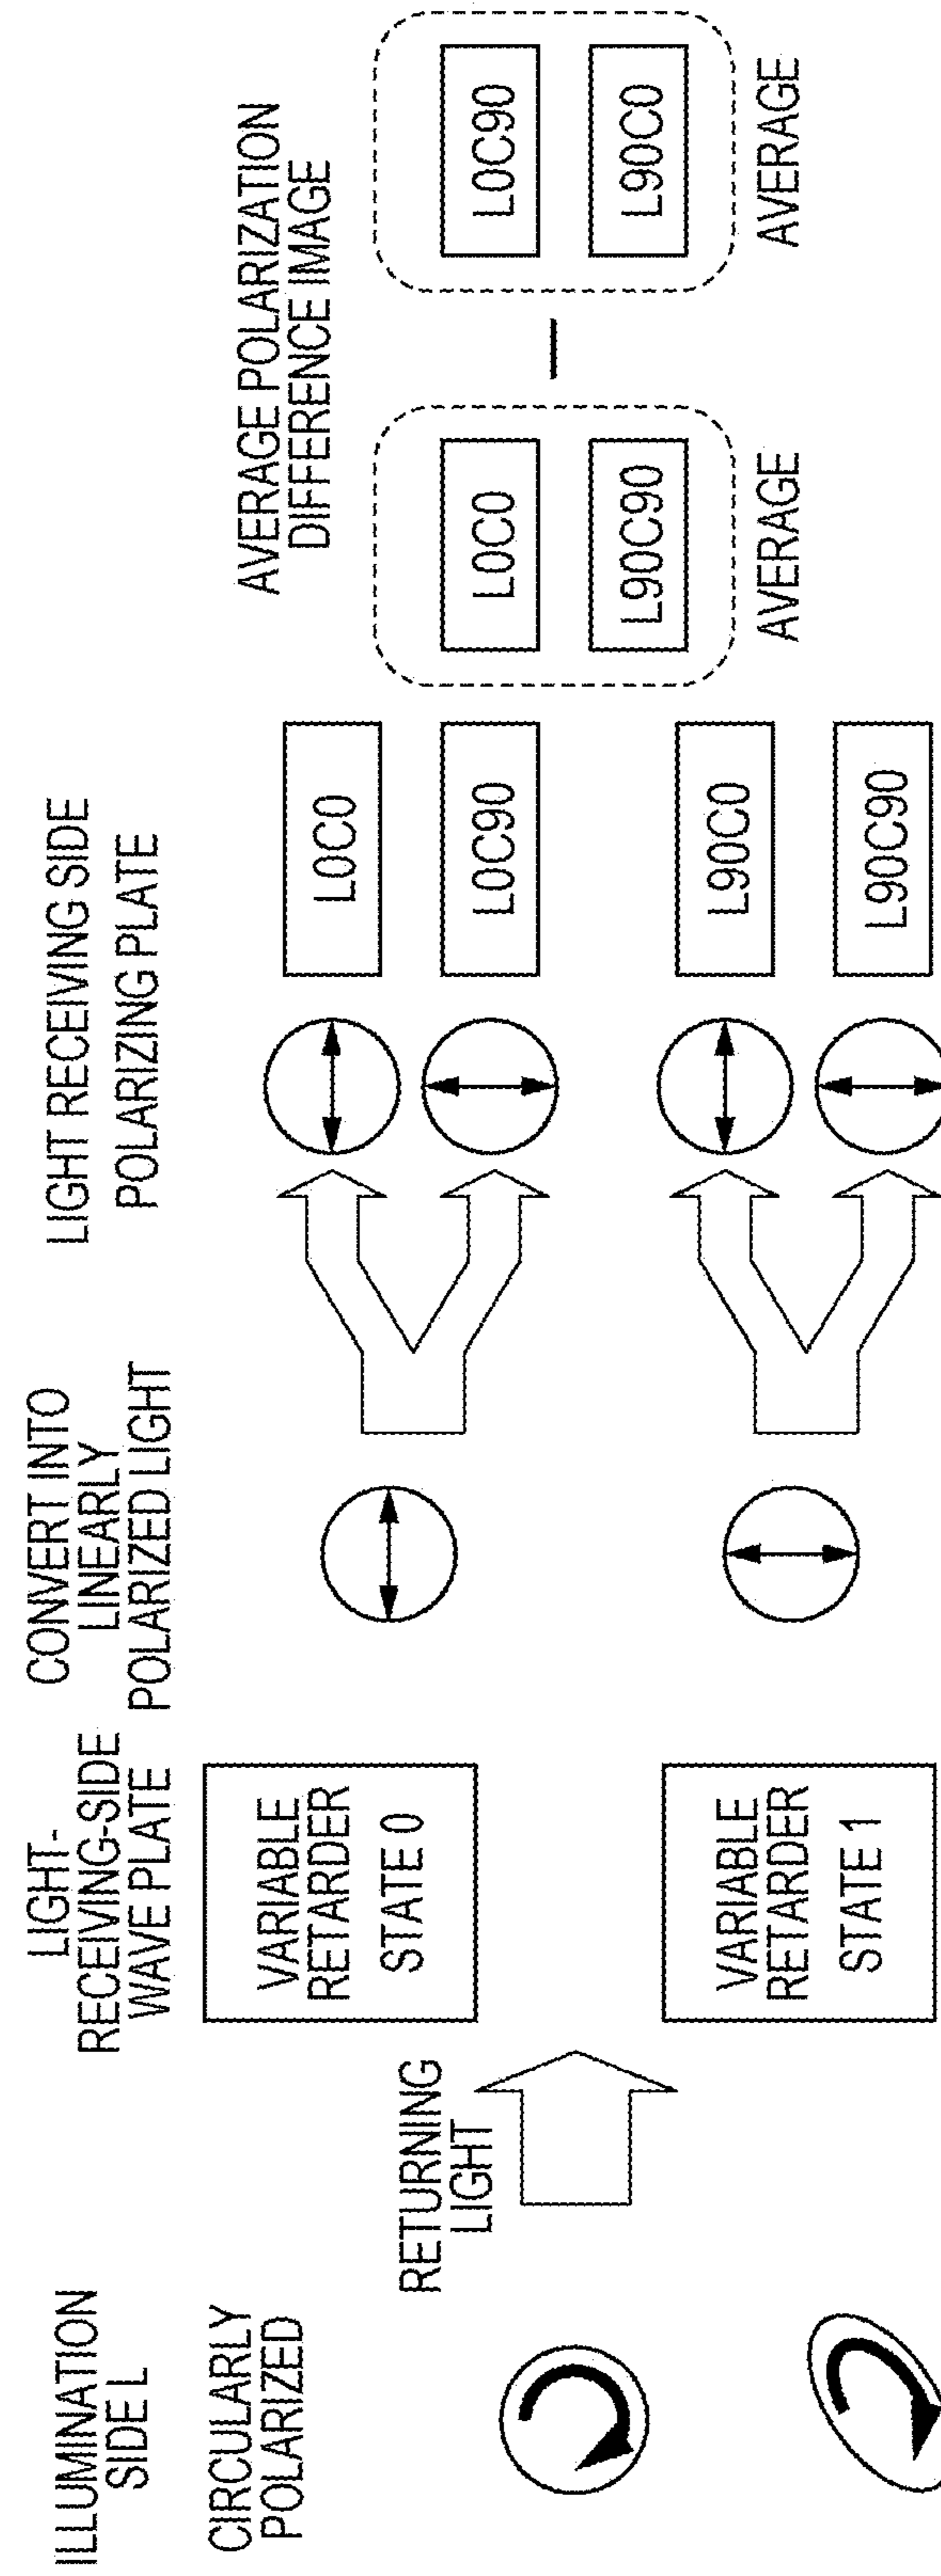 ILLUMINATION
SIDE L
CIRCULARLY
POLARIZED
RETURNING
LIGHT
LIGHT-
RECEIVING-SIDE
WAVE PLATE
VARIABLE
RETARDER
STATE 0
VARIABLE
RETARDER
STATE 1
CONVERT INTO
LINEARLY
POLARIZED LIGHT
LIGHT RECEIVING SIDE
POLARIZING PLATE
L0C0
L0C90
L90C0
L90C90
AVERAGE POLARIZATION
DIFFERENCE IMAGE
L0C0
L90C90
AVERAGE
—
L0C90
L90C0
AVERAGE